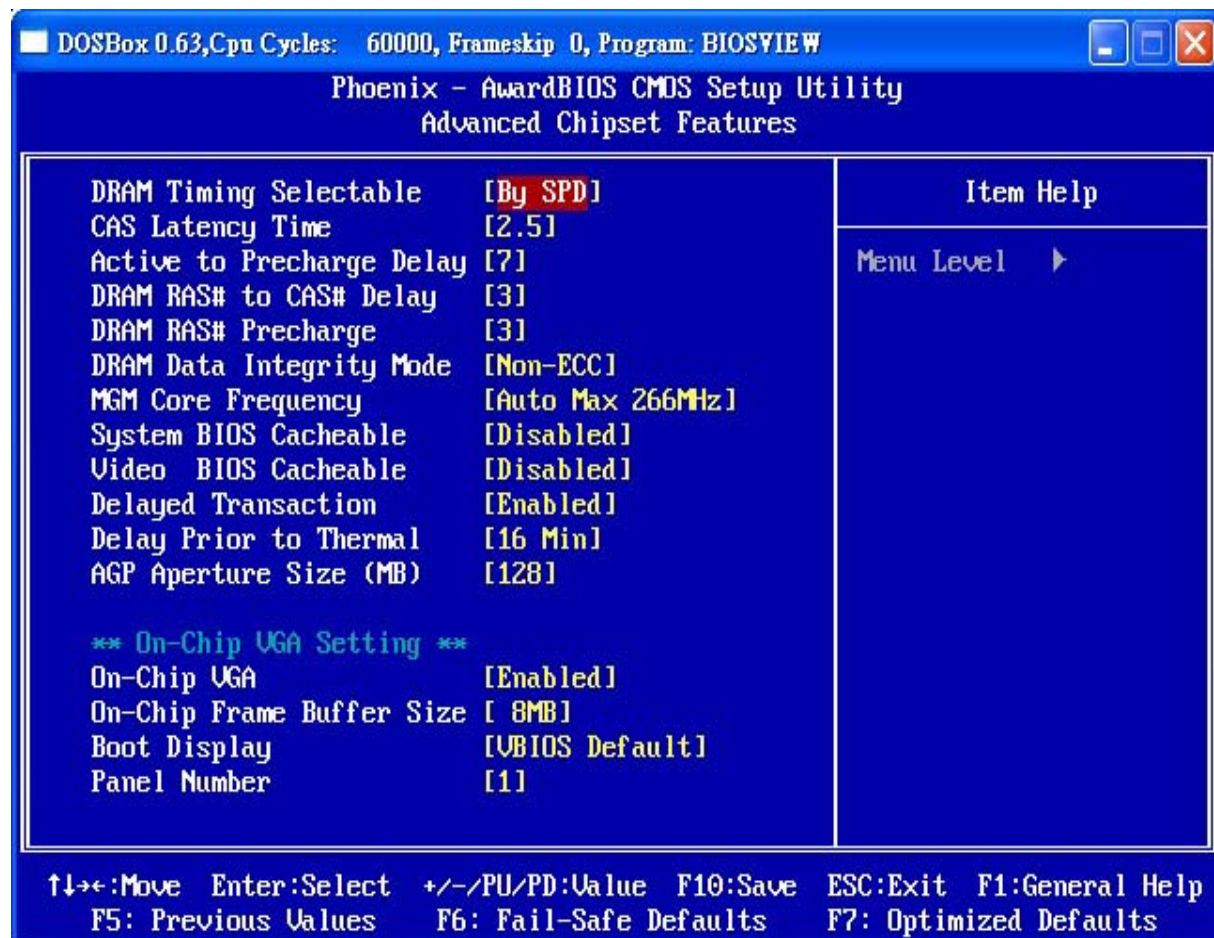 DOSBox 0.63,Cpu Cycles: 60000, Frameskip 0, Program: BIOSVIEW
Phoenix - AwardBIOS CMOS Setup Utility
Advanced Chipset Features
DRAM Timing Selectable [By SPD]
CAS Latency Time [2.5]
Active to Precharge Delay [7]
DRAM RAS# to CAS# Delay [3]
DRAM RAS# Precharge [3]
DRAM Data Integrity Mode [Non-ECC]
MGM Core Frequency [Auto Max 266MHz]
System BIOS Cacheable [Disabled]
Video BIOS Cacheable [Disabled]
Delayed Transaction [Enabled]
Delay Prior to Thermal [16 Min]
AGP Aperture Size (MB) [128]
** On-Chip VGA Setting **
On-Chip VGA [Enabled]
On-Chip Frame Buffer Size [ 8MB]
Boot Display [VBIOS Default]
Panel Number [1]
Item Help
Menu Level ▶
↑↓→←:Move Enter:Select +/-/PU/PD:Value F10:Save ESC:Exit F1:General Help
F5: Previous Values F6: Fail-Safe Defaults F7: Optimized Defaults